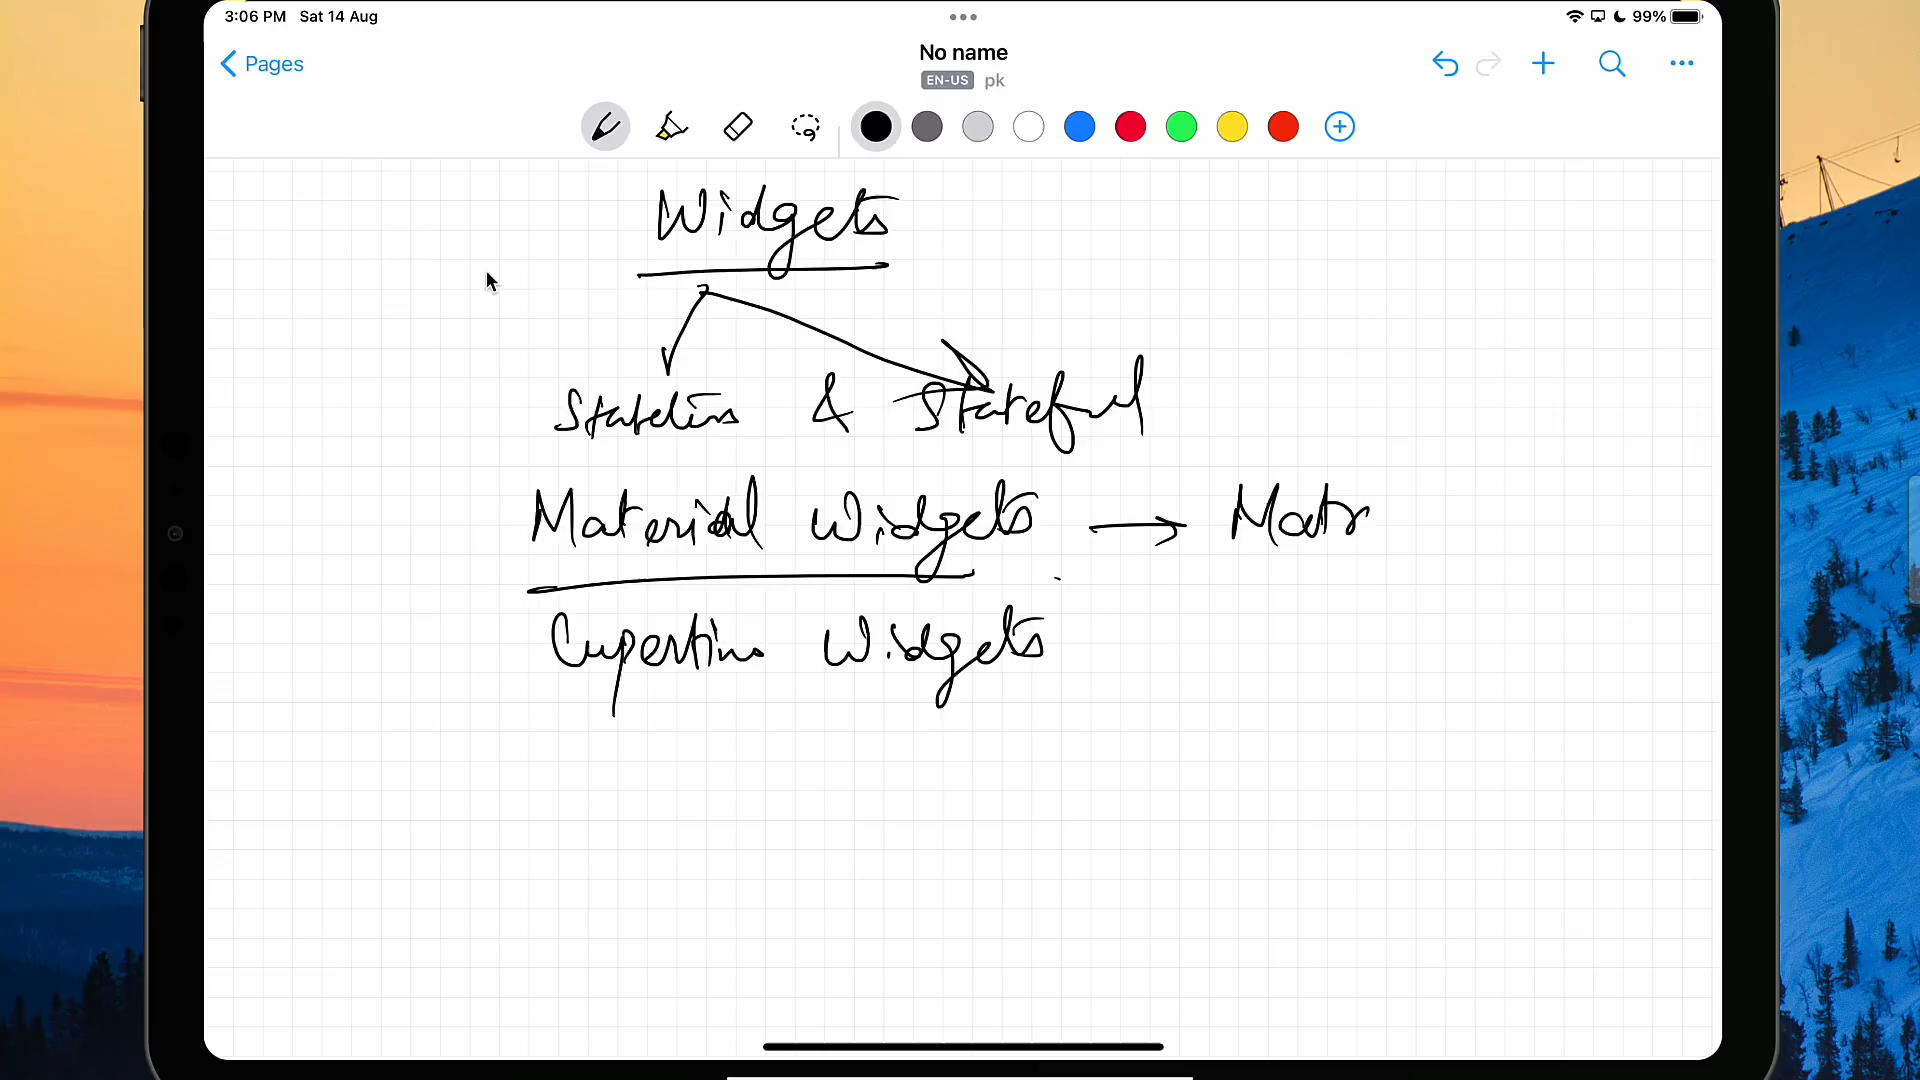 3:06 PM Sat 14 Aug
99%
Pages
No name
EN-US pk
Widgets
Stateless & Stateful
Material Widgets → Matr
Cupertino Widgets